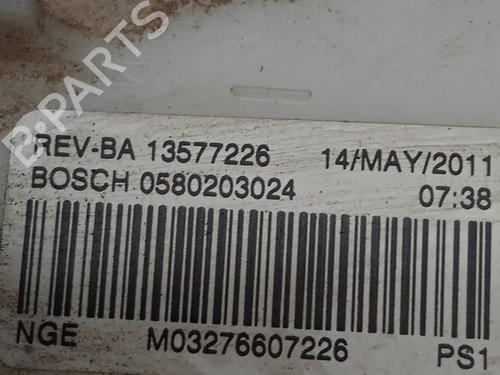 B-PARTS
REV-BA 13577226 14/MAY/2011
BOSCH 0580203024 07:38
NGE M03276607226 PS1